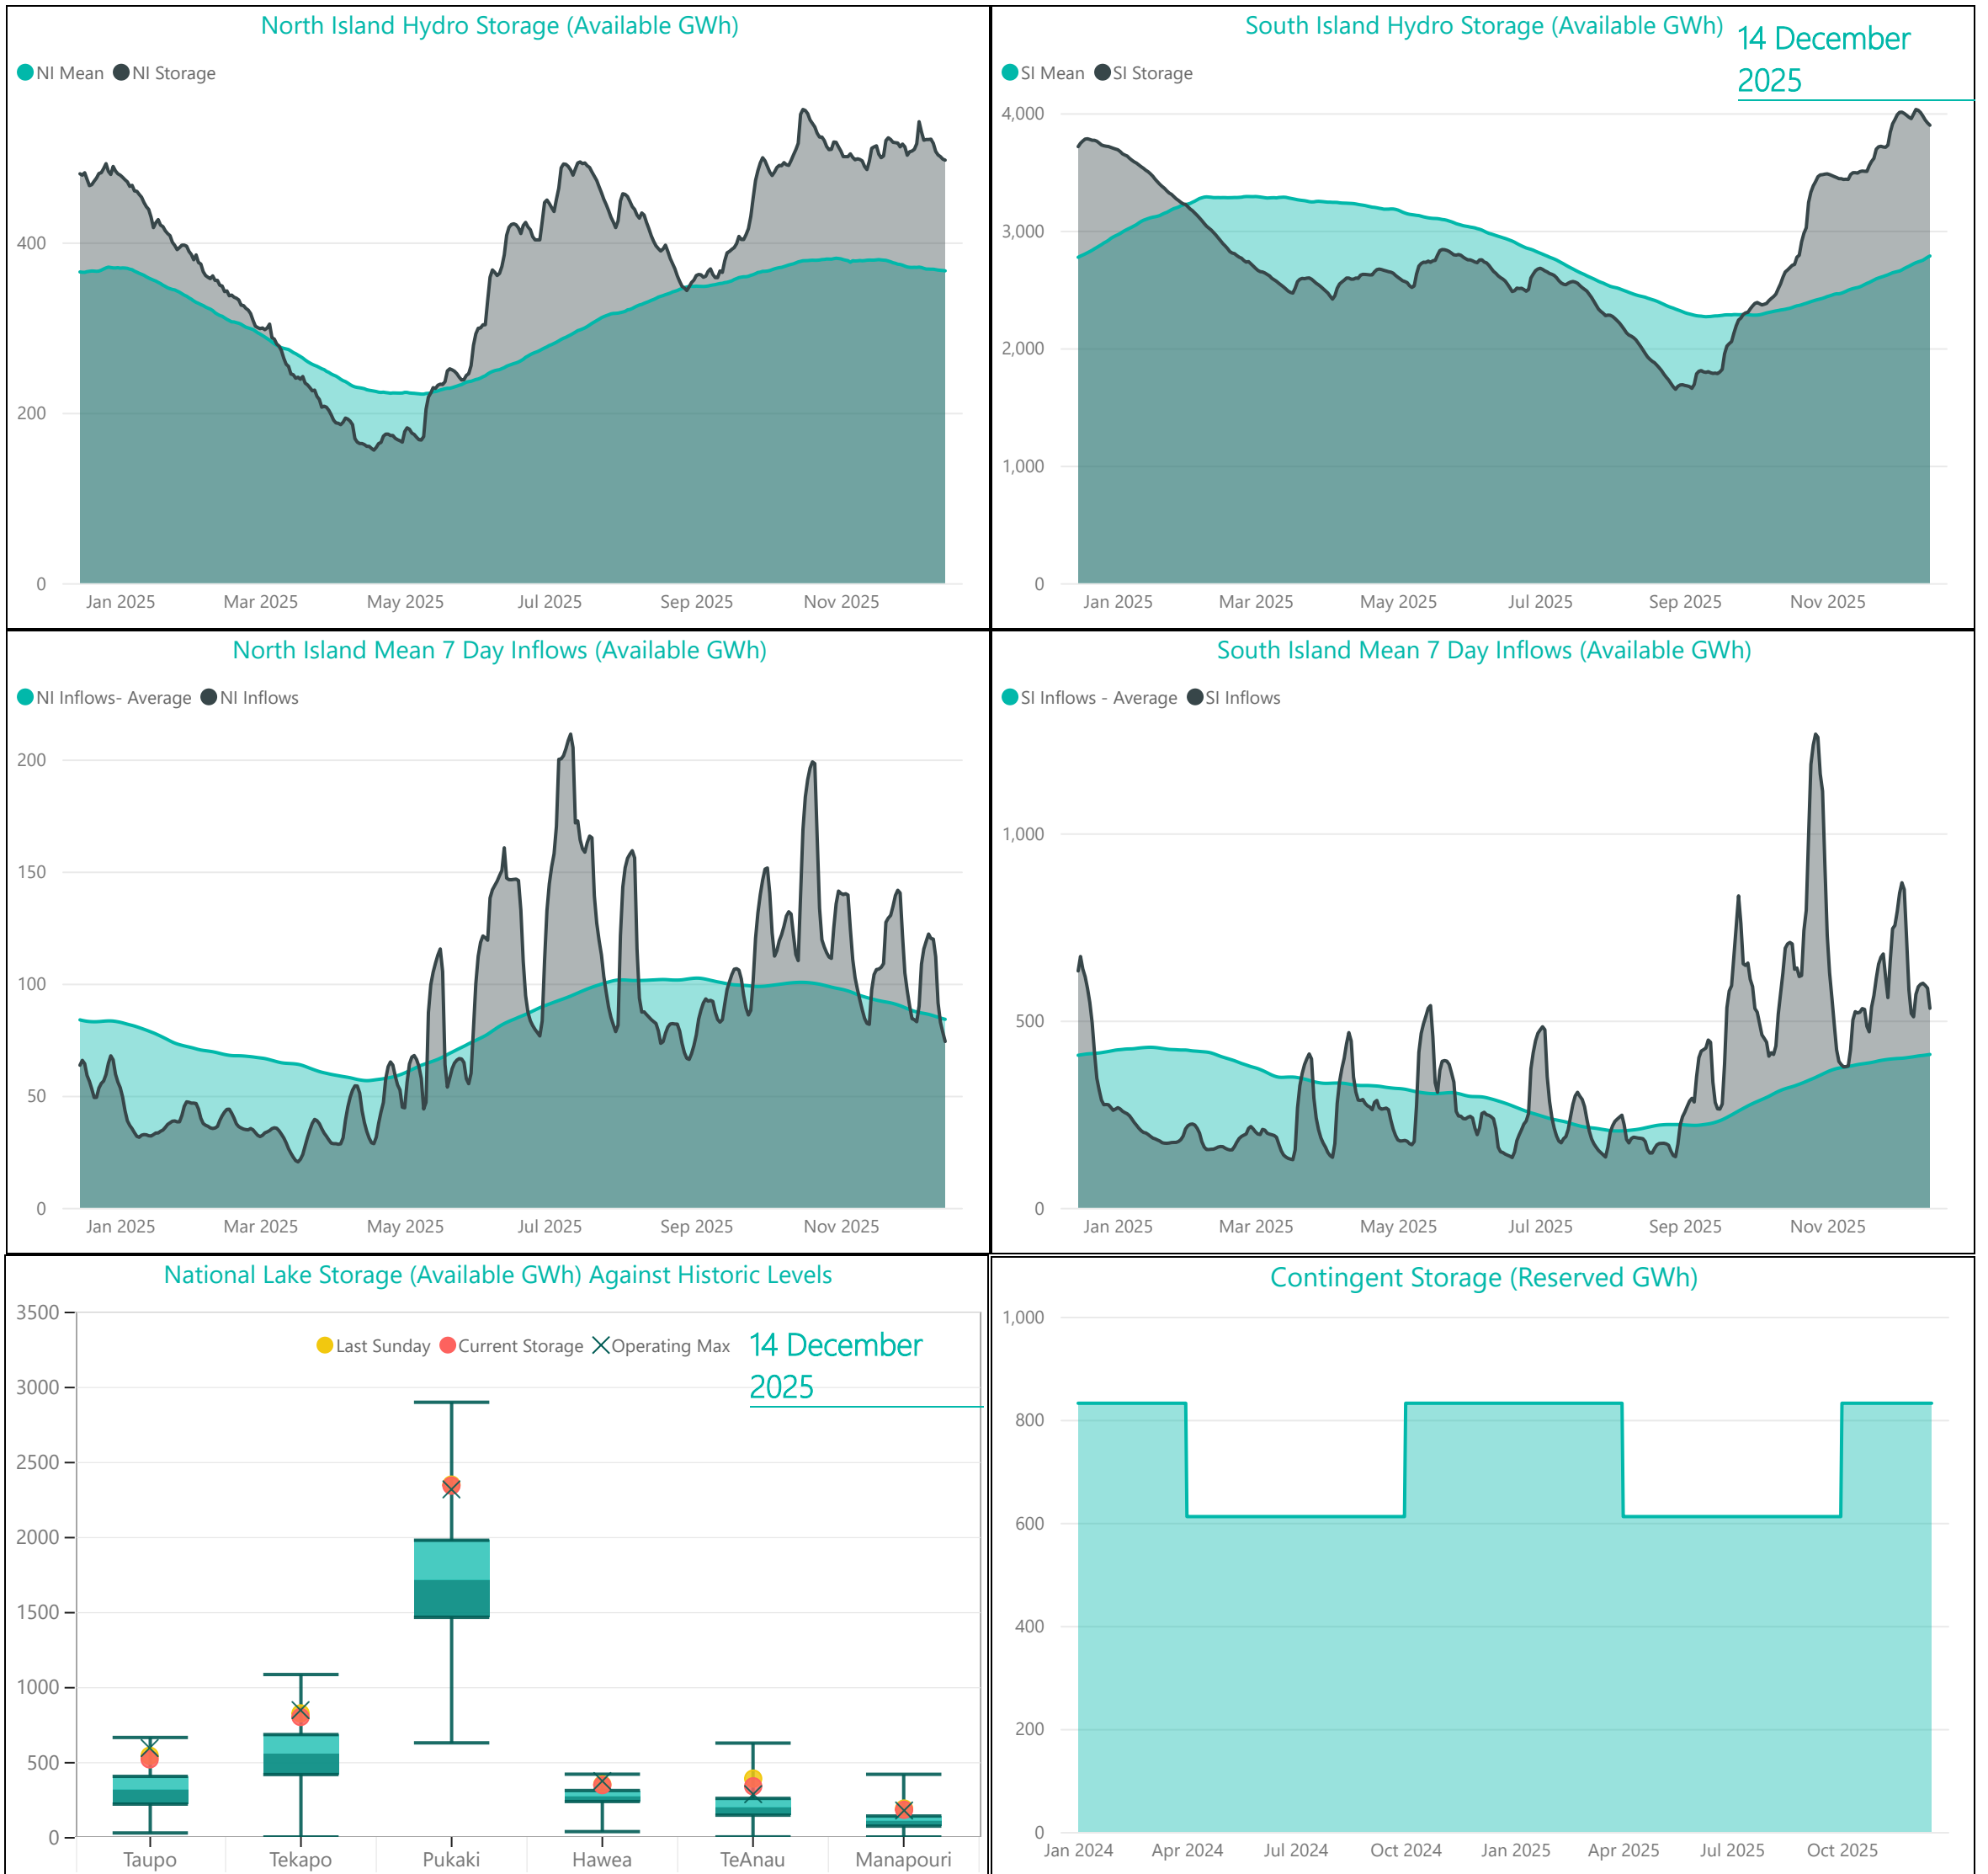 North Island Hydro Storage (Available GWh)
NI Mean NI Storage
400
200
0
Jan 2025 Mar 2025 May 2025 Jul 2025 Sep 2025 Nov 2025
South Island Hydro Storage (Available GWh)
14 December
2025
SI Mean SI Storage
4,000
3,000
2,000
1,000
0
Jan 2025 Mar 2025 May 2025 Jul 2025 Sep 2025 Nov 2025
North Island Mean 7 Day Inflows (Available GWh)
NI Inflows- Average NI Inflows
200
150
100
50
0
Jan 2025 Mar 2025 May 2025 Jul 2025 Sep 2025 Nov 2025
South Island Mean 7 Day Inflows (Available GWh)
SI Inflows - Average SI Inflows
1,000
500
0
Jan 2025 Mar 2025 May 2025 Jul 2025 Sep 2025 Nov 2025
National Lake Storage (Available GWh) Against Historic Levels
Last Sunday Current Storage Operating Max
14 December
2025
3500
3000
2500
2000
1500
1000
500
0
Taupo Tekapo Pukaki Hawea TeAnau Manapouri
Contingent Storage (Reserved GWh)
1,000
800
600
400
200
0
Jan 2024 Apr 2024 Jul 2024 Oct 2024 Jan 2025 Apr 2025 Jul 2025 Oct 2025